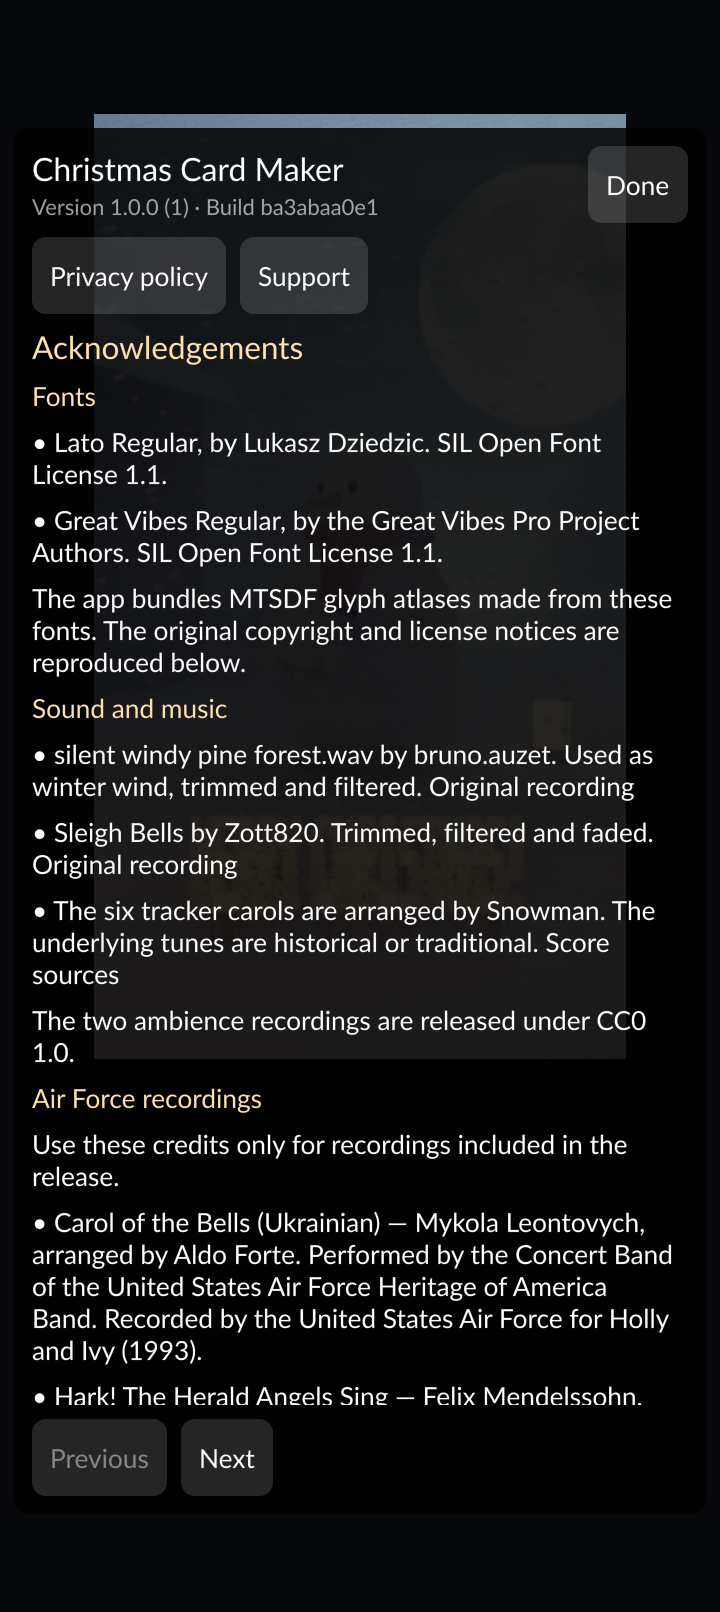 Christmas Card Maker
Done
Version 1.0.0 (1) · Build ba3abaa0e1
Privacy policy
Support
Acknowledgements
Fonts
• Lato Regular, by Lukasz Dziedzic. SIL Open Font
License 1.1.
• Great Vibes Regular, by the Great Vibes Pro Project
Authors. SIL Open Font License 1.1.
The app bundles MTSDF glyph atlases made from these
fonts. The original copyright and license notices are
reproduced below.
Sound and music
• silent windy pine forest.wav by bruno.auzet. Used as
winter wind, trimmed and filtered. Original recording
• Sleigh Bells by Zott820. Trimmed, filtered and faded.
Original recording
• The six tracker carols are arranged by Snowman. The
underlying tunes are historical or traditional. Score
sources
The two ambience recordings are released under CC0
1.0.
Air Force recordings
Use these credits only for recordings included in the
release.
• Carol of the Bells (Ukrainian) — Mykola Leontovych,
arranged by Aldo Forte. Performed by the Concert Band
of the United States Air Force Heritage of America
Band. Recorded by the United States Air Force for Holly
and Ivy (1993).
• Hark! The Herald Angels Sing — Felix Mendelssohn.
Previous
Next